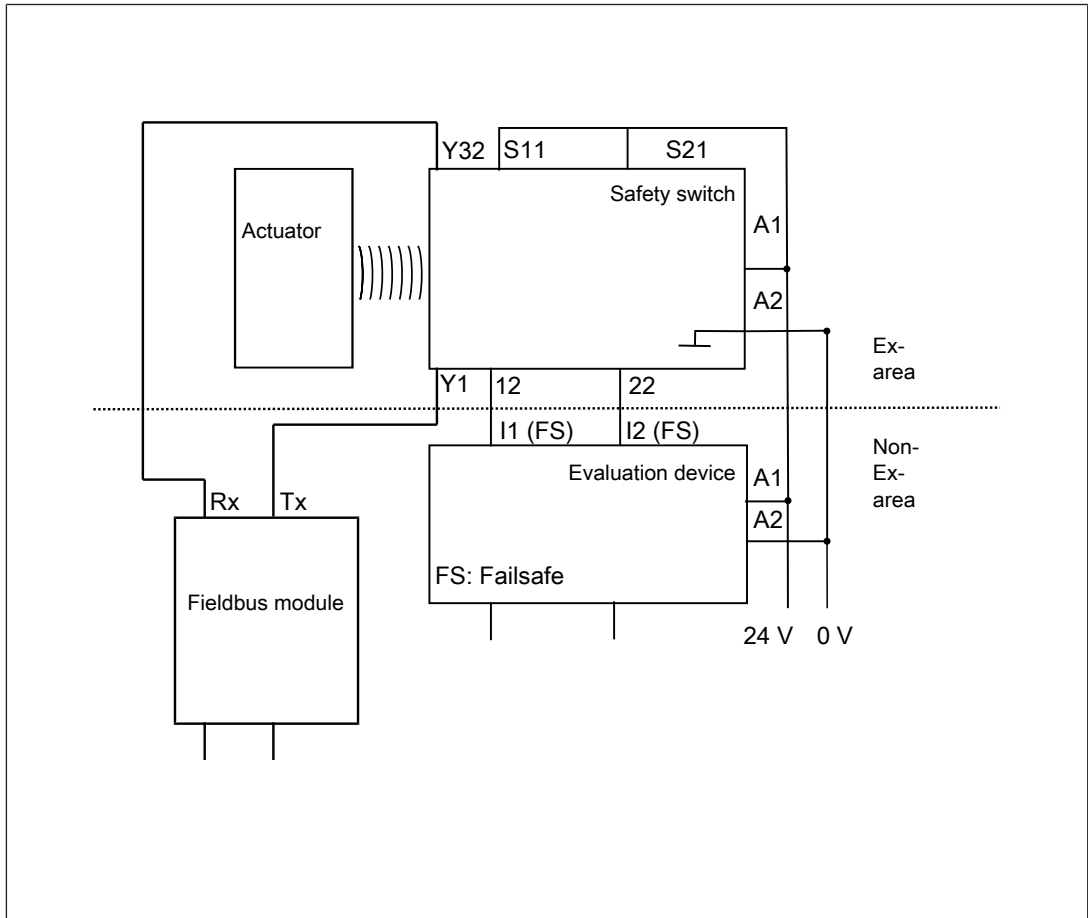 Y32
S11
S21
Safety switch
Actuator
A1
A2
Ex-
area
Y1
12
22
I1 (FS)
I2 (FS)
Non-
Ex-
area
Evaluation device
A1
A2
Rx
Tx
FS: Failsafe
Fieldbus module
24 V
0 V